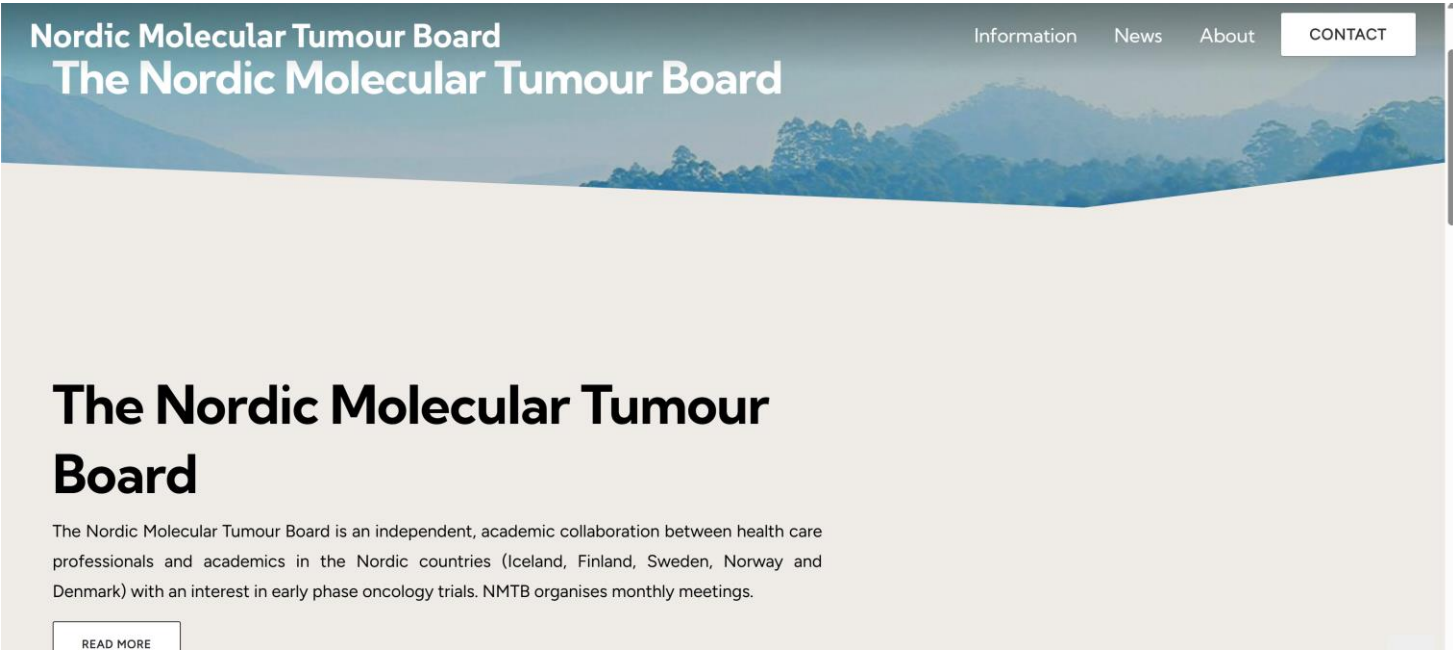 Nordic Molecular Tumour Board
Information News About CONTACT
The Nordic Molecular Tumour Board
The Nordic Molecular Tumour
Board
The Nordic Molecular Tumour Board is an independent, academic collaboration between health care
professionals and academics in the Nordic countries (Iceland, Finland, Sweden, Norway and
Denmark) with an interest in early phase oncology trials. NMTB organises monthly meetings.
READ MORE